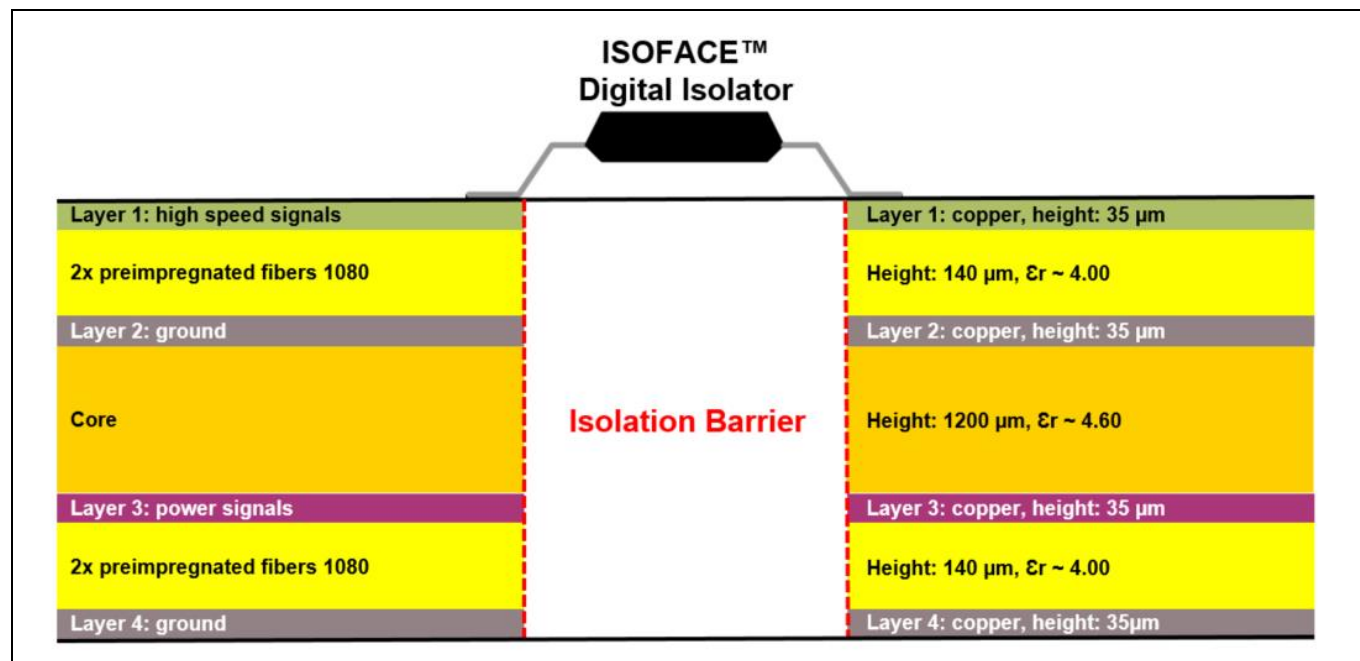 ISOFACE™
Digital Isolator
Layer 1: high speed signals
Layer 1: copper, height: 35 µm
2x preimpregnated fibers 1080
Height: 140 µm, Ɛr ~ 4.00
Layer 2: ground
Layer 2: copper, height: 35 µm
Core
Isolation Barrier
Height: 1200 µm, Ɛr ~ 4.60
Layer 3: power signals
Layer 3: copper, height: 35 µm
2x preimpregnated fibers 1080
Height: 140 µm, Ɛr ~ 4.00
Layer 4: ground
Layer 4: copper, height: 35µm